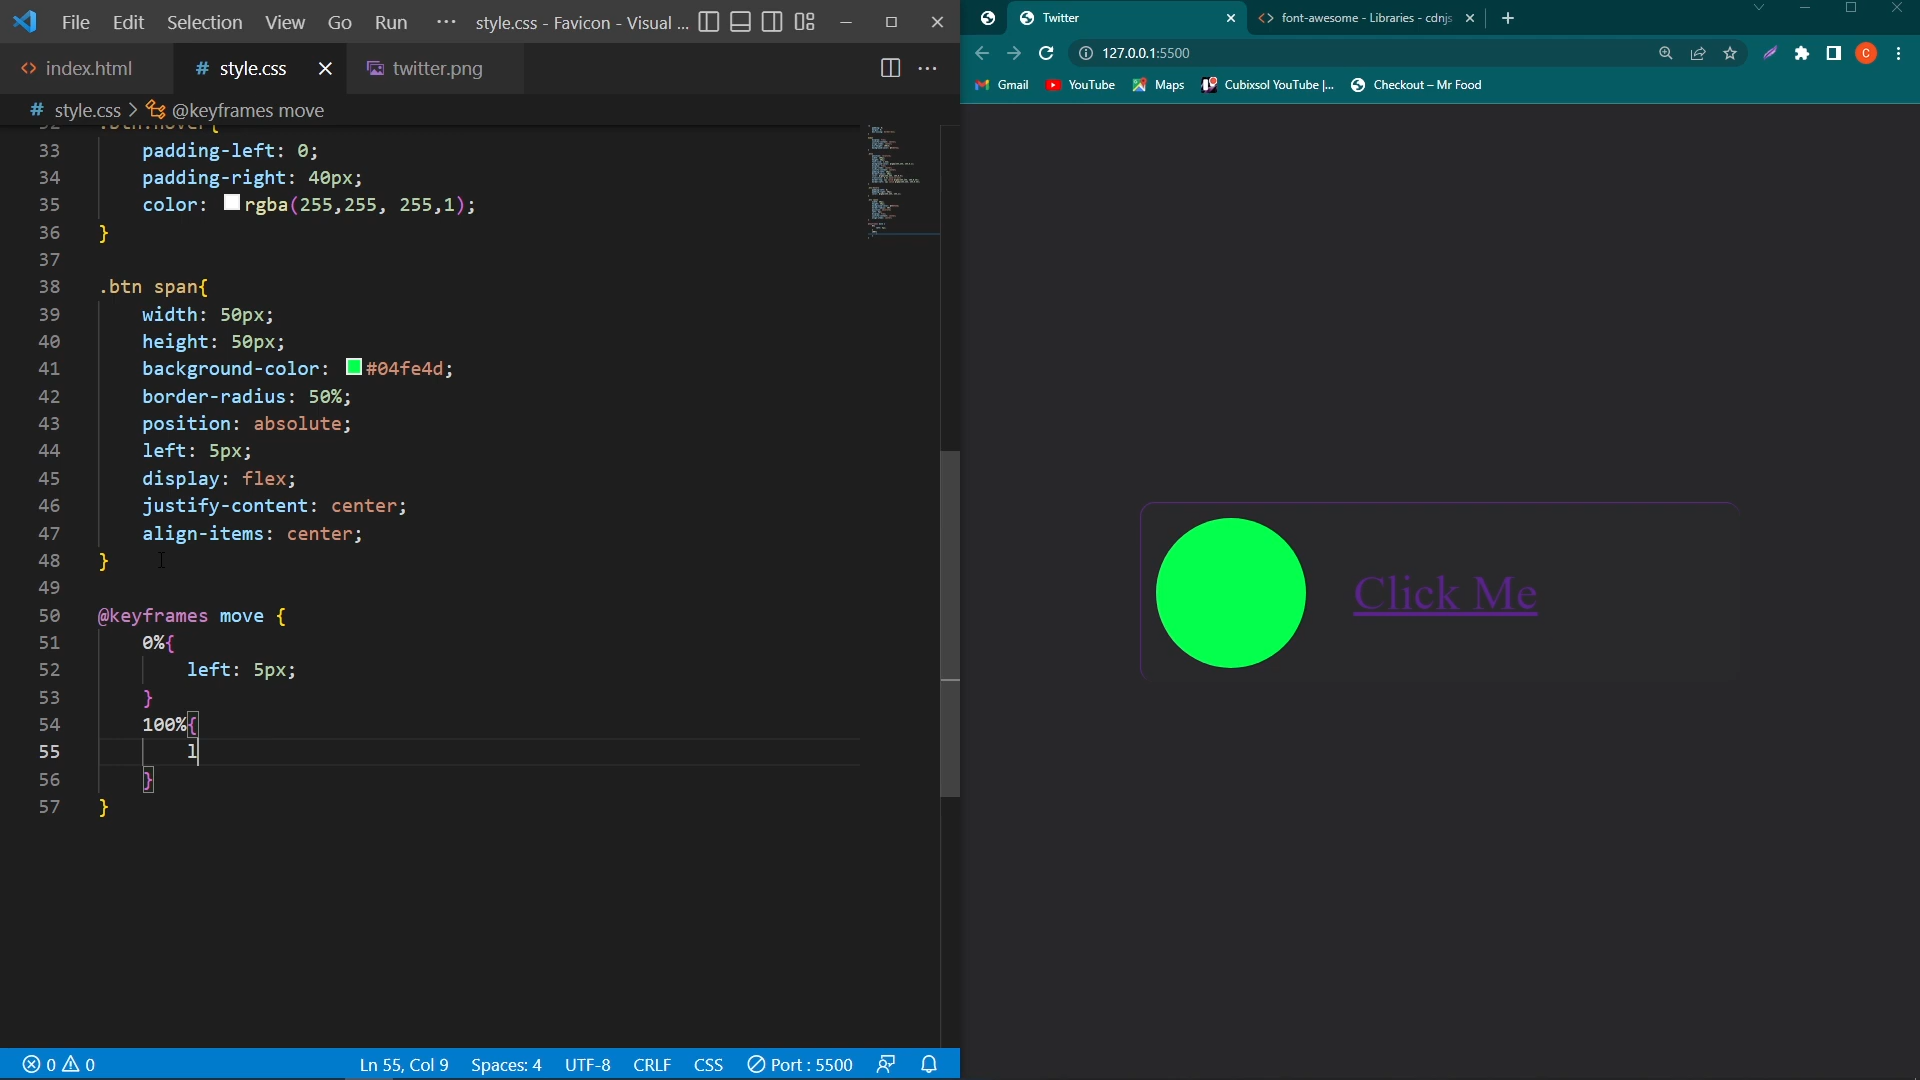 File Edit Selection View Go Run ··· style.css - Favicon - Visual ...
index.html
style.css
twitter.png
style.css > @keyframes move
33 padding-left: 0;
34 padding-right: 40px;
35 color: rgba(255,255, 255,1);
36 }
37
38 .btn span{
39 width: 50px;
40 height: 50px;
41 background-color: #04fe4d;
42 border-radius: 50%;
43 position: absolute;
44 left: 5px;
45 display: flex;
46 justify-content: center;
47 align-items: center;
48 }
49
50 @keyframes move {
51 0%{
52 left: 5px;
53 }
54 100%{
55 l
56 }
57 }
0 0 Ln 55, Col 9 Spaces: 4 UTF-8 CRLF CSS Port : 5500
Twitter
font-awesome - Libraries - cdnjs
127.0.0.1:5500
C
Gmail YouTube Maps Cubixsol YouTube |... Checkout – Mr Food
Click Me